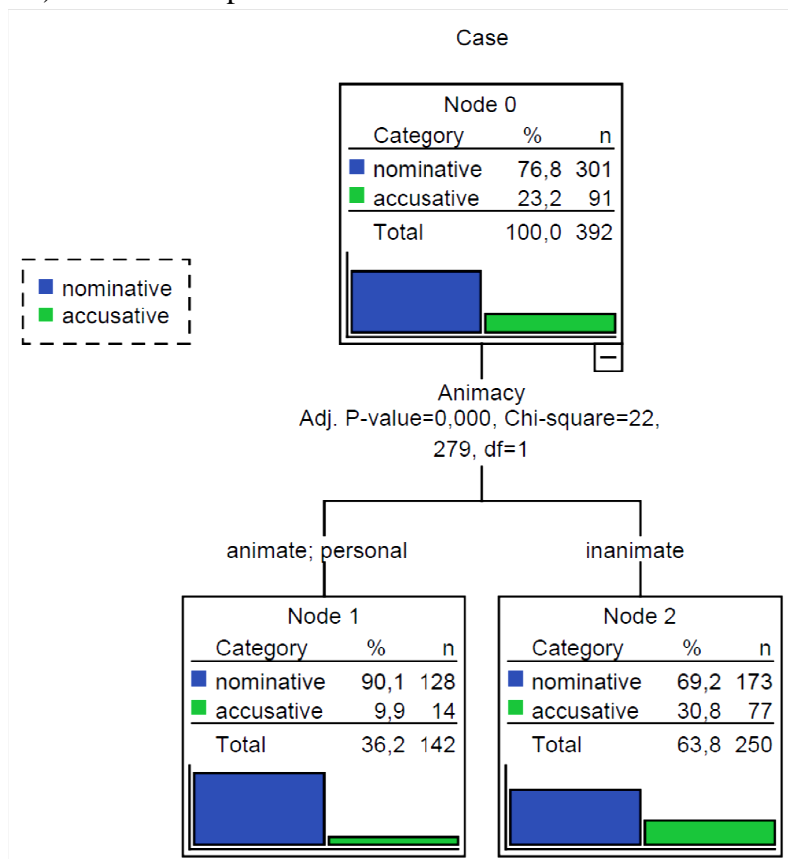 Case
Node 0
Category % n
nominative 76,8 301
accusative 23,2 91
Total 100,0 392
nominative
accusative
Animacy
Adj. P-value=0,000, Chi-square=22,
279, df=1
animate; personal inanimate
Node 1
Category % n
nominative 90,1 128
accusative 9,9 14
Total 36,2 142
Node 2
Category % n
nominative 69,2 173
accusative 30,8 77
Total 63,8 250